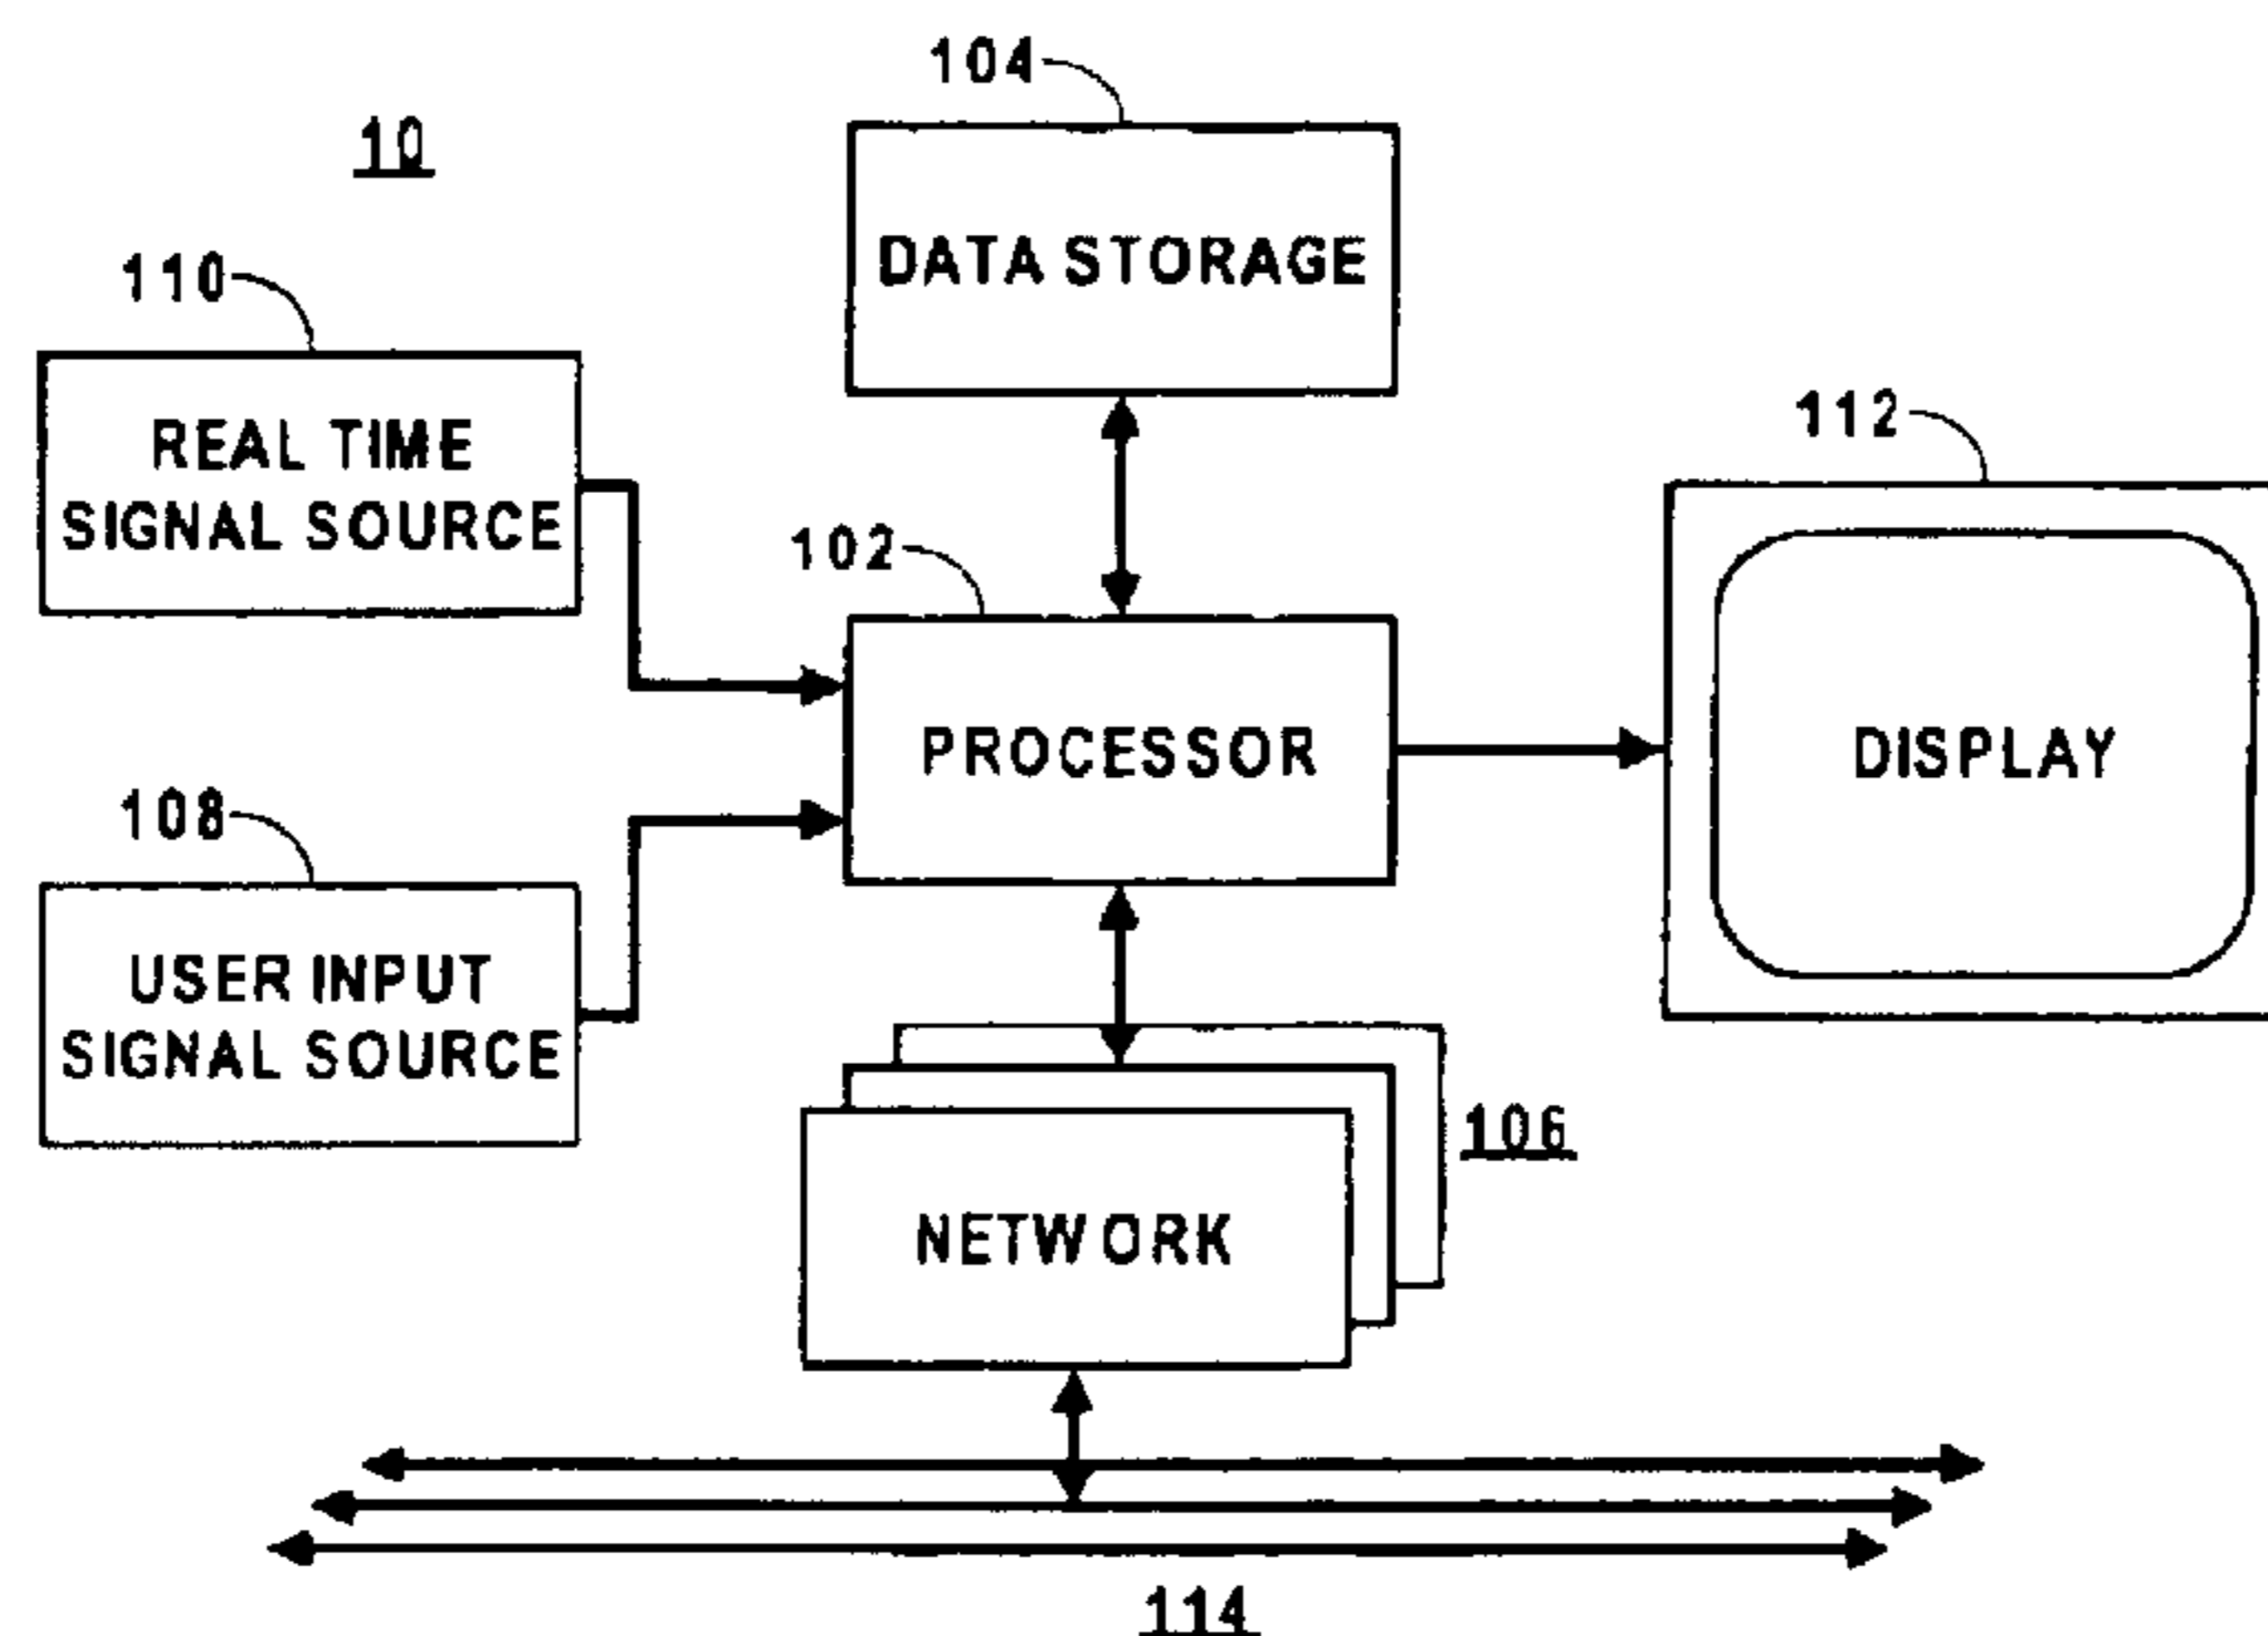 104
10
DATA STORAGE
110
REAL TIME
SIGNAL SOURCE
112
102
PROCESSOR
DISPLAY
108
USER INPUT
SIGNAL SOURCE
106
NETWORK
114